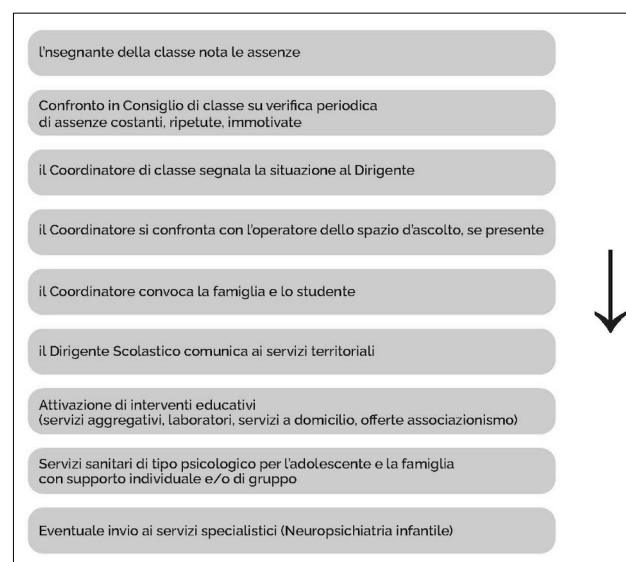 l'nsegnante della classe nota le assenze
Confronto in Consiglio di classe su verifica periodica
di assenze costanti, ripetute, immotivate
il Coordinatore di classe segnala la situazione al Dirigente
il Coordinatore si confronta con l'operatore dello spazio d'ascolto, se presente
il Coordinatore convoca la famiglia e lo studente
il Dirigente Scolastico comunica ai servizi territoriali
Attivazione di interventi educativi
(servizi aggregativi, laboratori, servizi a domicilio, offerte associazionismo)
Servizi sanitari di tipo psicologico per l'adolescente e la famiglia
con supporto individuale e/o di gruppo
Eventuale invio ai servizi specialistici (Neuropsichiatria infantile)